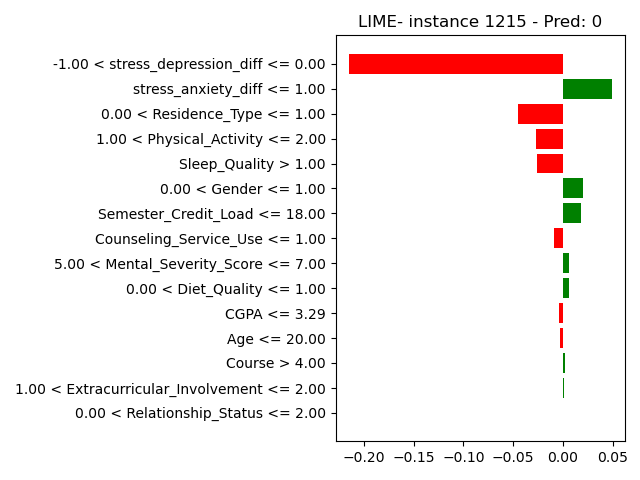 LIME- instance 1215 - Pred: 0
-1.00 < stress_depression_diff <= 0.00
stress_anxiety_diff <= 1.00
0.00 < Residence_Type <= 1.00
1.00 < Physical_Activity <= 2.00
Sleep_Quality > 1.00
0.00 < Gender <= 1.00
Semester_Credit_Load <= 18.00
Counseling_Service_Use <= 1.00
5.00 < Mental_Severity_Score <= 7.00
0.00 < Diet_Quality <= 1.00
CGPA <= 3.29
Age <= 20.00
Course > 4.00
1.00 < Extracurricular_Involvement <= 2.00
0.00 < Relationship_Status <= 2.00
−0.20 −0.15 −0.10 −0.05 0.00 0.05